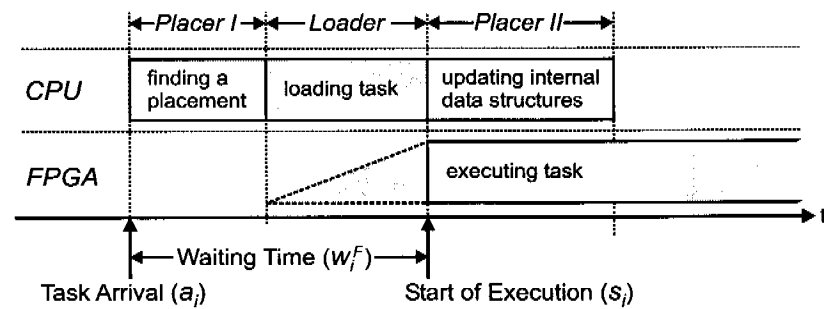 Placer I Loader Placer II
CPU
finding a
placement
loading task
updating internal
data structures
FPGA
executing task
t
Waiting Time (w_i^F)
Task Arrival (a_i)
Start of Execution (s_i)